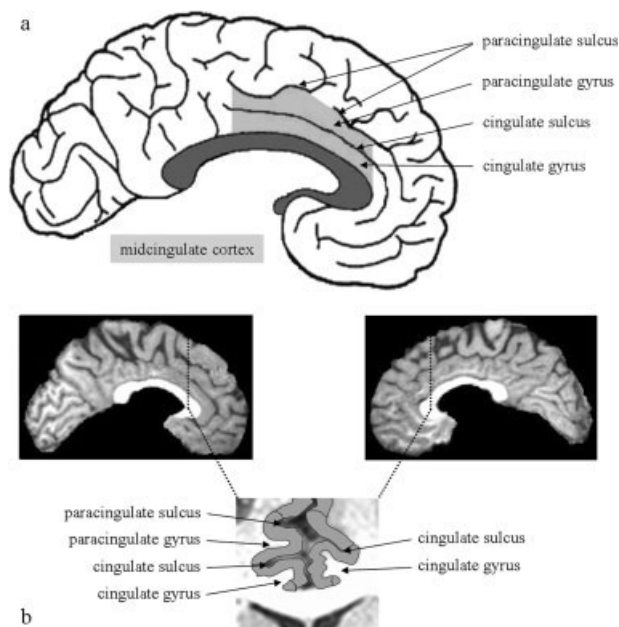 a
paracingulate sulcus
paracingulate gyrus
cingulate sulcus
cingulate gyrus
midcingulate cortex
paracingulate sulcus
paracingulate gyrus
cingulate sulcus
cingulate gyrus
cingulate sulcus
cingulate gyrus
b